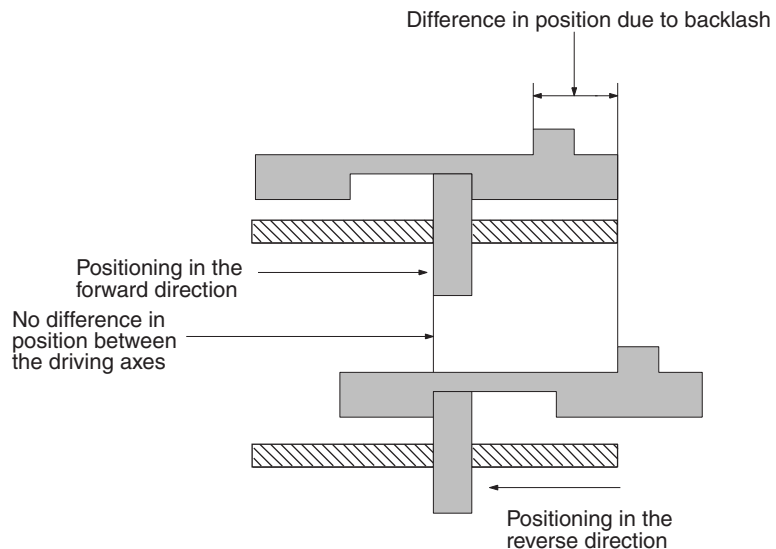 Difference in position due to backlash
Positioning in the
forward direction
No difference in
position between
the driving axes
Positioning in the
reverse direction